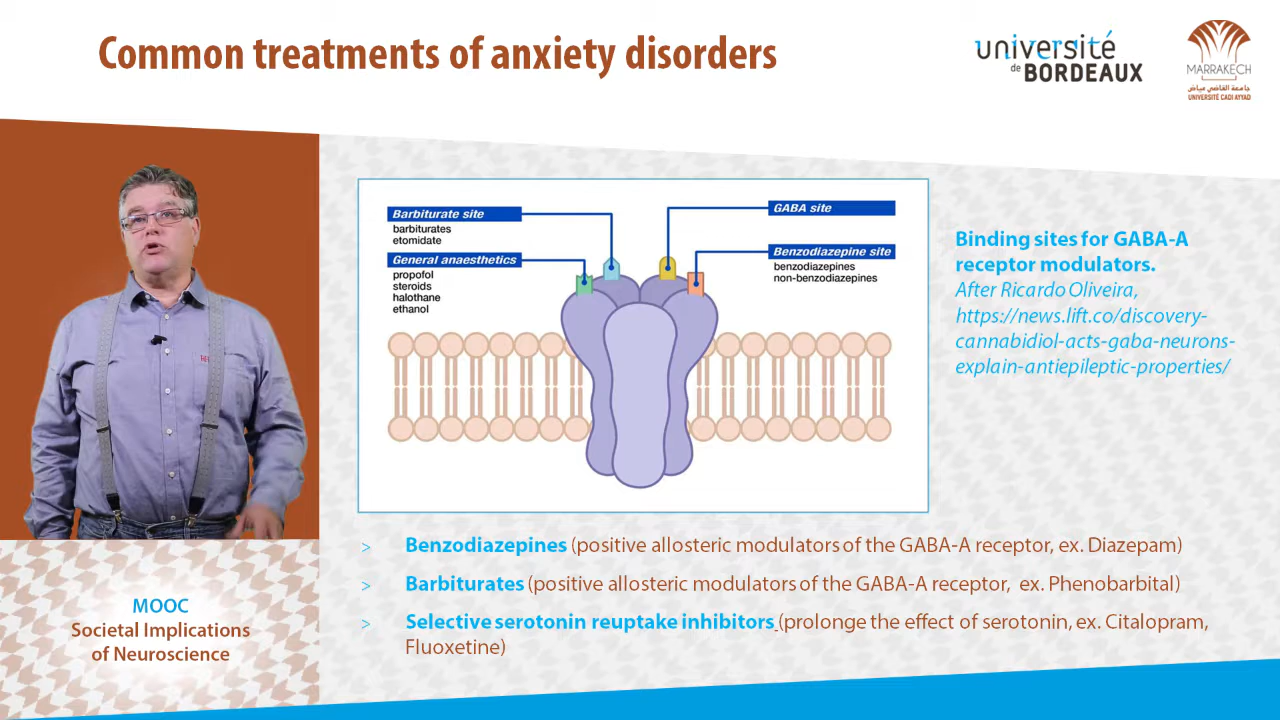 Common treatments of anxiety disorders
université
de BORDEAUX
MARRAKECH
جامعة القاضي عياض
UNIVERSITÉ CADI AYYAD
Barbiturate site
barbiturates
etomidate
General anaesthetics
propofol
steroids
halothane
ethanol
GABA site
Benzodiazepine site
benzodiazepines
non-benzodiazepines
Binding sites for GABA-A
receptor modulators.
After Ricardo Oliveira,
https://news.lift.co/discovery-
cannabidiol-acts-gaba-neurons-
explain-antiepileptic-properties/
> Benzodiazepines (positive allosteric modulators of the GABA-A receptor, ex. Diazepam)
> Barbiturates (positive allosteric modulators of the GABA-A receptor, ex. Phenobarbital)
> Selective serotonin reuptake inhibitors (prolonge the effect of serotonin, ex. Citalopram,
Fluoxetine)
MOOC
Societal Implications
of Neuroscience